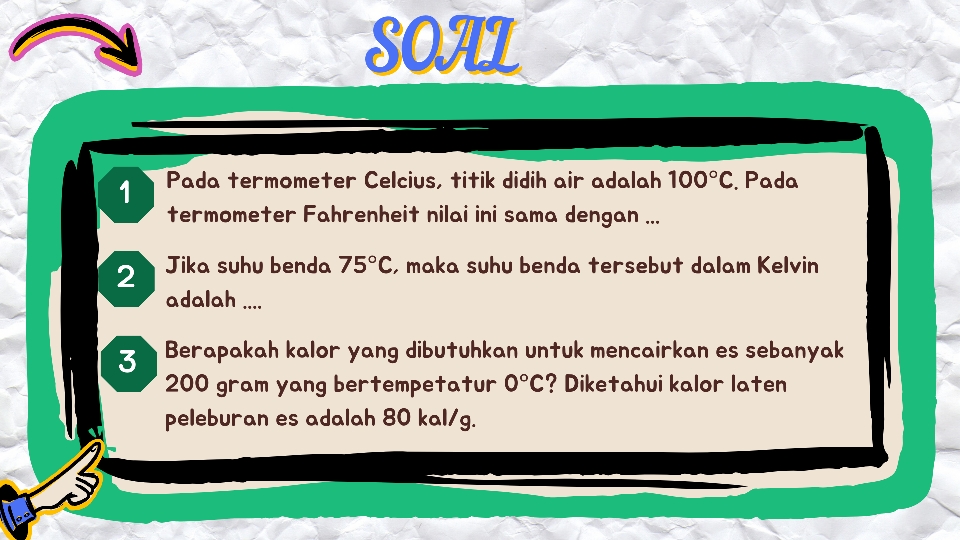 SOAL
1 Pada termometer Celcius, titik didih air adalah 100°C. Pada
termometer Fahrenheit nilai ini sama dengan ...
2 Jika suhu benda 75°C, maka suhu benda tersebut dalam Kelvin
adalah ....
3 Berapakah kalor yang dibutuhkan untuk mencairkan es sebanyak
200 gram yang bertempetatur 0°C? Diketahui kalor laten
peleburan es adalah 80 kal/g.